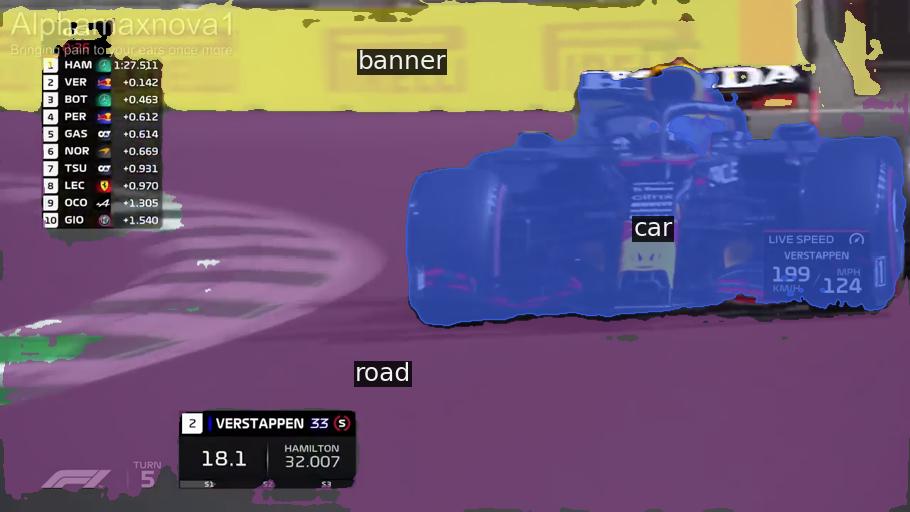 Alphamaxnova1
Bringing pain to your ears once more.
1 HAM 1:27.511
2 VER +0.142
3 BOT +0.463
4 PER +0.612
5 GAS +0.614
6 NOR +0.669
7 TSU +0.931
8 LEC +0.970
9 OCO +1.305
10 GIO +1.540
banner
DA
car
LIVE SPEED
VERSTAPPEN
199 KM/H / 124 MPH
road
2 VERSTAPPEN 33 S
18.1 HAMILTON 32.007
S1 S2 S3
F1 TURN 5